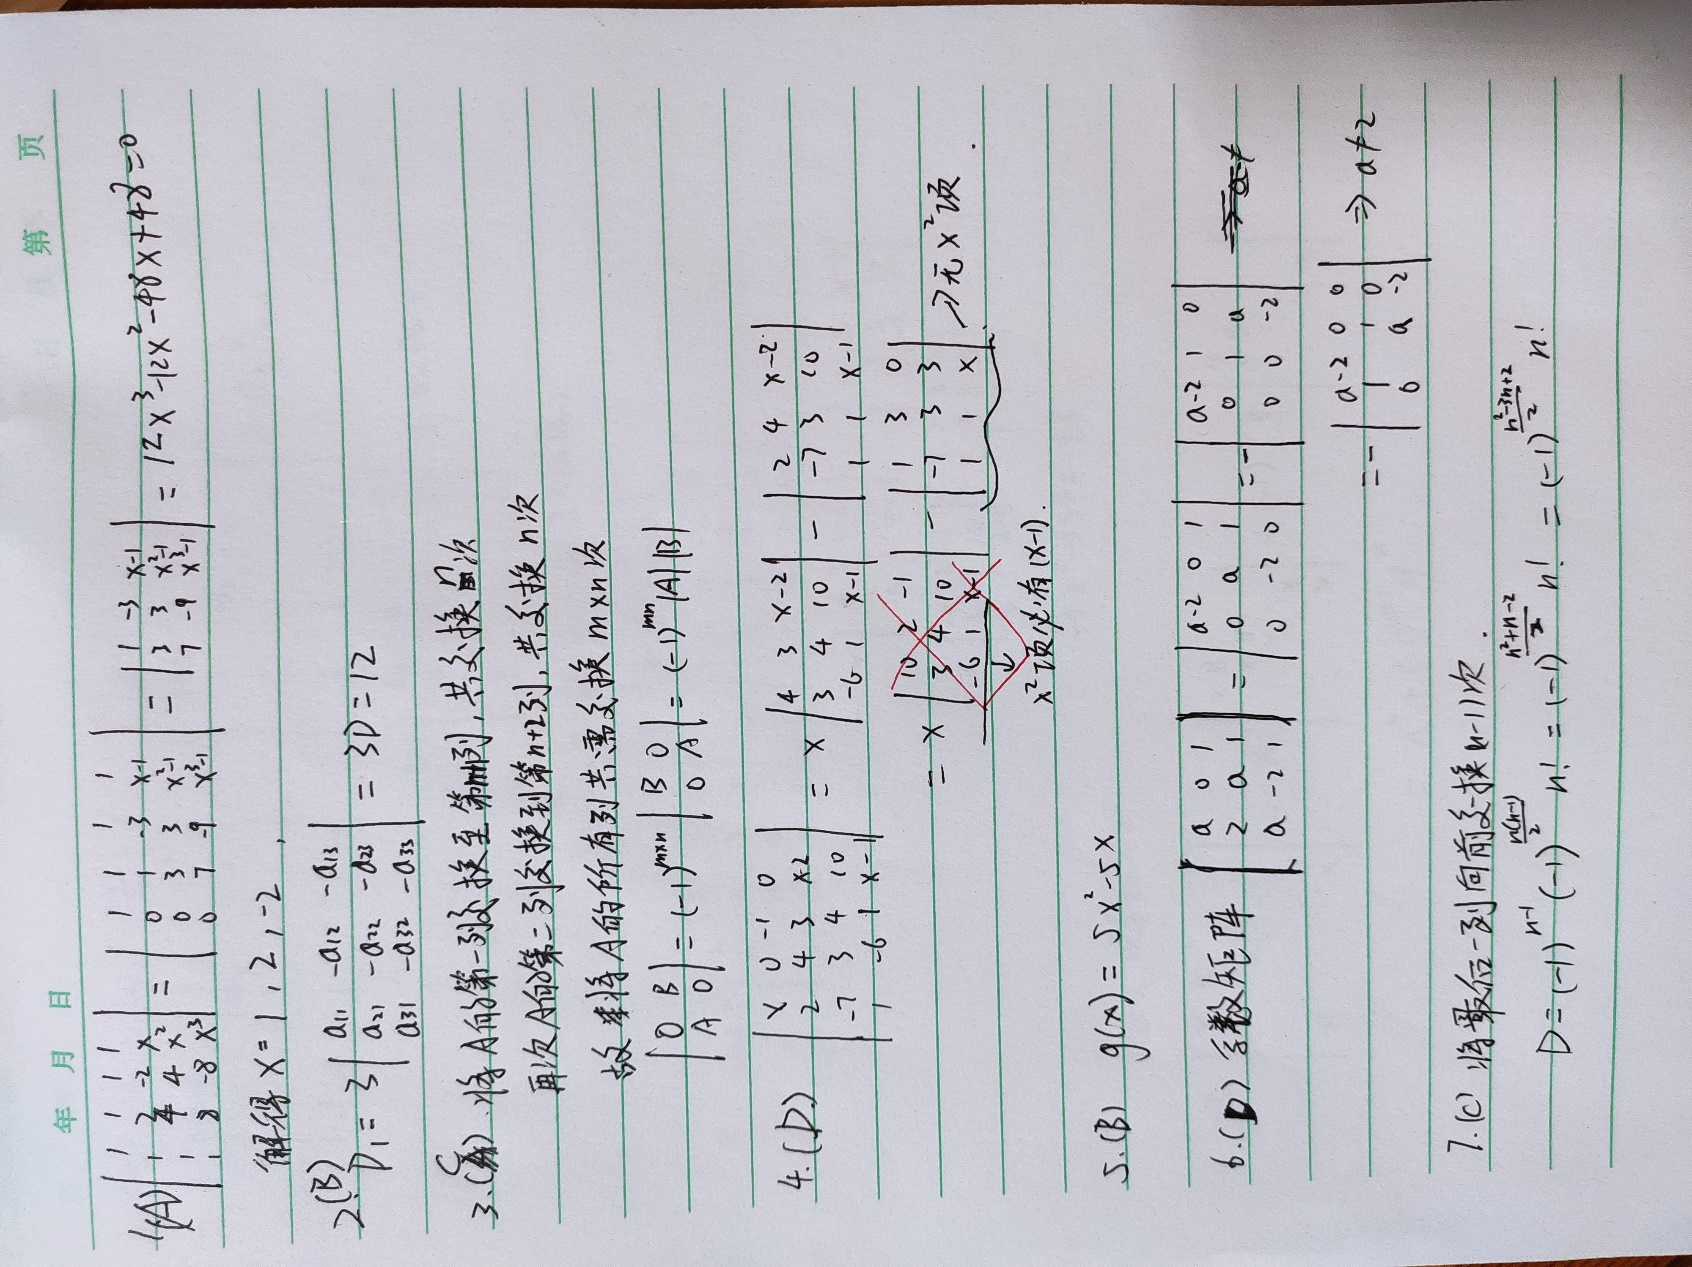 第 页
年 月 日
1.(A) | 1 1 1 1 | = | 1 1 1 1 | = | 1 -3 x-1 | = 12x³-12x²-48x+48=0
| 1 2 -2 x | | 0 1 -3 x-1 | | 3 3 x²-1 |
| 1 4 4 x² | | 0 3 3 x²-1 | | 7 -9 x³-1 |
| 1 8 -8 x³ | | 0 7 -9 x³-1 |
解得 x=1,2,-2
2.(B)
D₁=3 | a11 -a12 -a13 | = 3D=12
| a21 -a22 -a23 |
| a31 -a32 -a33 |
3.(C) 将A的第一列交换至第列,共交换n次
再次A的第二列交换到第n+2列,共交换n次
故 将A的所有列共需交换m×n次
| 0 B | =(-1)^{m×n} | B 0 | =(-1)^{mn}|A||B|
| A 0 | | 0 A |
4.(D) | x 0 -1 0 | = x | 4 3 x-2 | - | 2 4 x-2 |
| 2 4 3 x-2 | | 3 4 10 | | -7 3 10 |
| -7 3 4 10 | | -6 1 x-1 | | 1 1 x-1 |
| 1 -6 1 x-1 |
= x | 10 2 -1 | - | 1 3 0 | ⇒无x²项.
| 3 4 10 | | -7 3 3 |
| -6 1 x-1 | | 1 1 x |
↓
x²项必有(x-1).
5.(B) g(x)=5x²-5x
6.(D) 系数矩阵 | a 0 1 | = | a-2 0 1 | = - | a-2 1 0 |
| 2 a 1 | | 0 a 1 | | 0 1 a |
| a -2 1 | | 0 -2 0 | | 0 0 -2 |
= - | a-2 0 0 | ⇒ a≠2
| 1 1 0 |
| 0 a -2 |
7.(C) 将最后一列向前交换(n-1)次.
D=(-1)^{n-1}(-1)^{\frac{n(n-1)}{2}} n! =(-1)^{\frac{n²+n-2}{2}} n! =(-1)^{\frac{n²-3n+2}{2}} n!